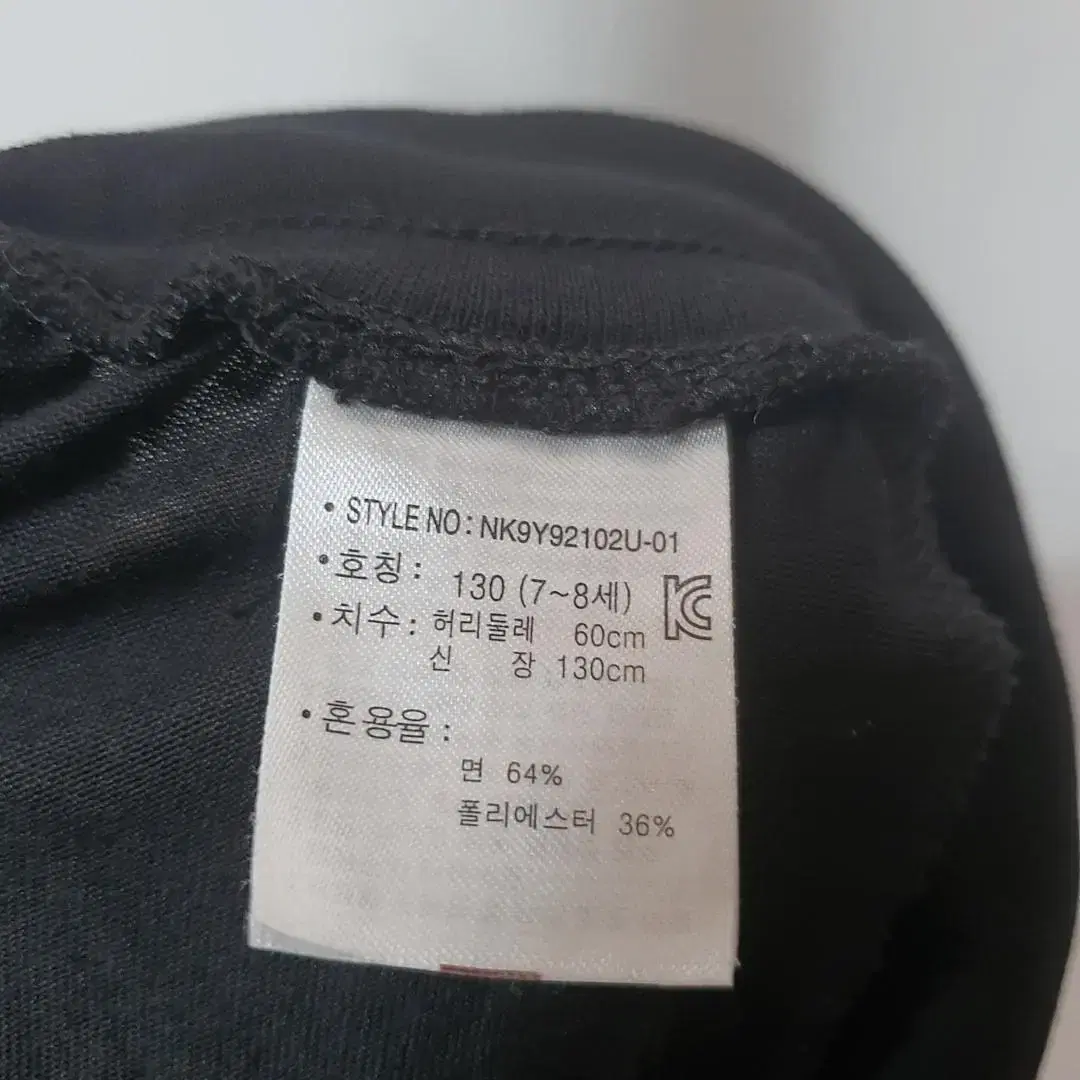 • STYLE NO : NK9Y92102U-01
• 호칭 : 130 (7~8세)
• 치수 : 허리둘레 60cm
신 장 130cm
• 혼용율 :
면 64%
폴리에스터 36%